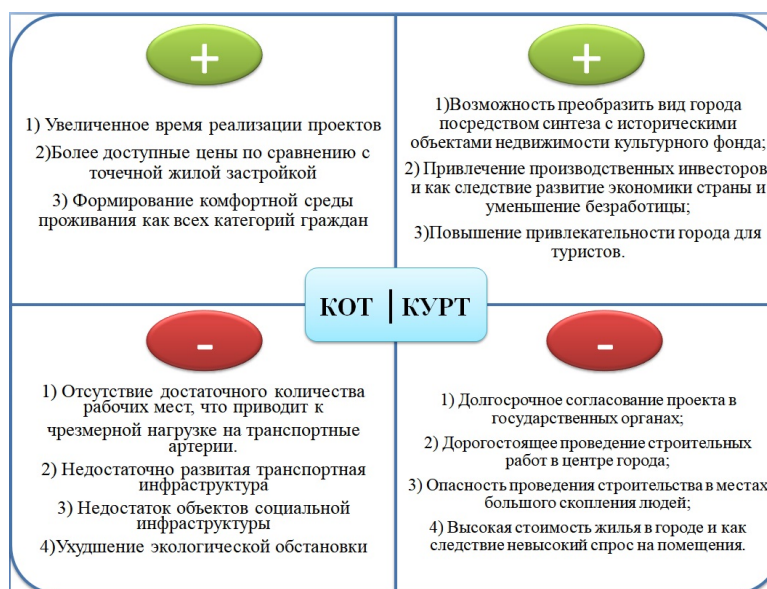 +
1) Увеличенное время реализации проектов
2)Более доступные цены по сравнению с
точечной жилой застройкой
3) Формирование комфортной среды
проживания как всех категорий граждан
+
1)Возможность преобразить вид города
посредством синтеза с историческими
объектами недвижимости культурного фонда;
2) Привлечение производственных инвесторов
и как следствие развитие экономики страны и
уменьшение безработицы;
3)Повышение привлекательности города для
туристов.
КОТ | КУРТ
-
1) Отсутствие достаточного количества
рабочих мест, что приводит к
чрезмерной нагрузке на транспортные
артерии.
2) Недостаточно развитая транспортная
инфраструктура
3) Недостаток объектов социальной
инфраструктуры
4)Ухудшение экологической обстановки
-
1) Долгосрочное согласование проекта в
государственных органах;
2) Дорогостоящее проведение строительных
работ в центре города;
3) Опасность проведения строительства в местах
большого скопления людей;
4) Высокая стоимость жилья в городе и как
следствие невысокий спрос на помещения.